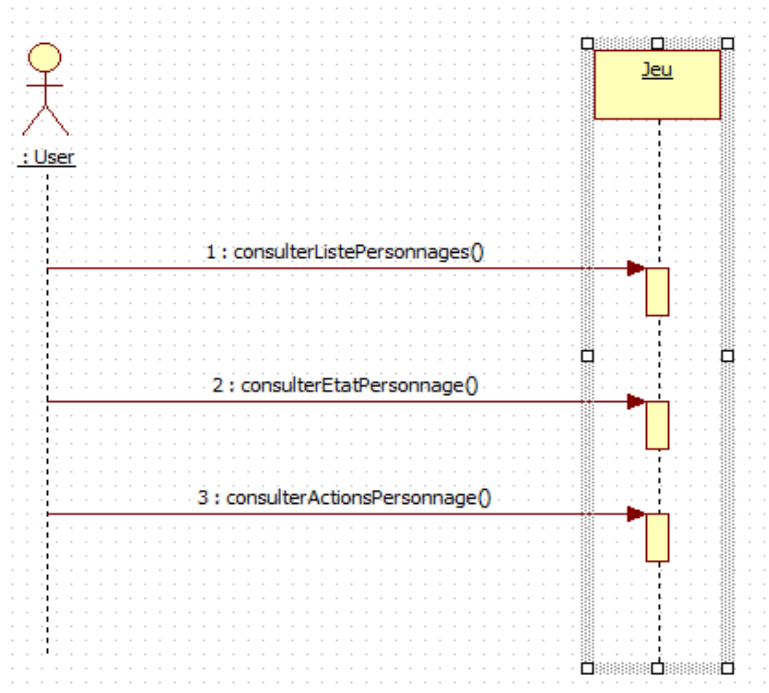 Jeu
: User
1 : consulterListePersonnages()
2 : consulterEtatPersonnage()
3 : consulterActionsPersonnage()